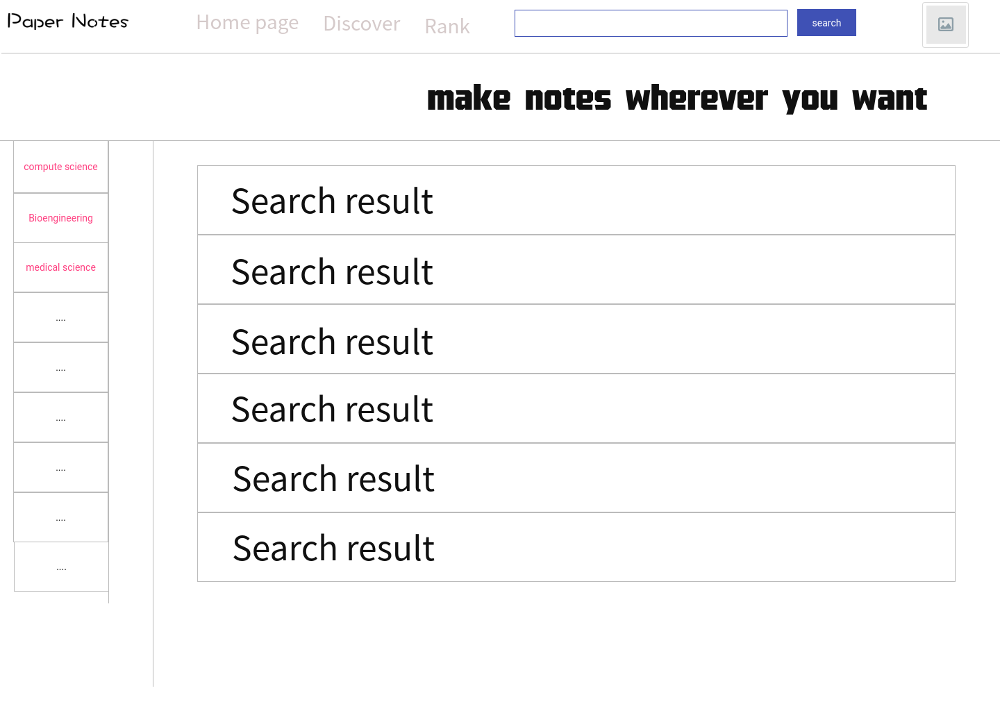 Paper Notes
Home page
Discover
Rank
search
make notes wherever you want
compute science
Bioengineering
medical science
....
....
....
....
....
....
Search result
Search result
Search result
Search result
Search result
Search result